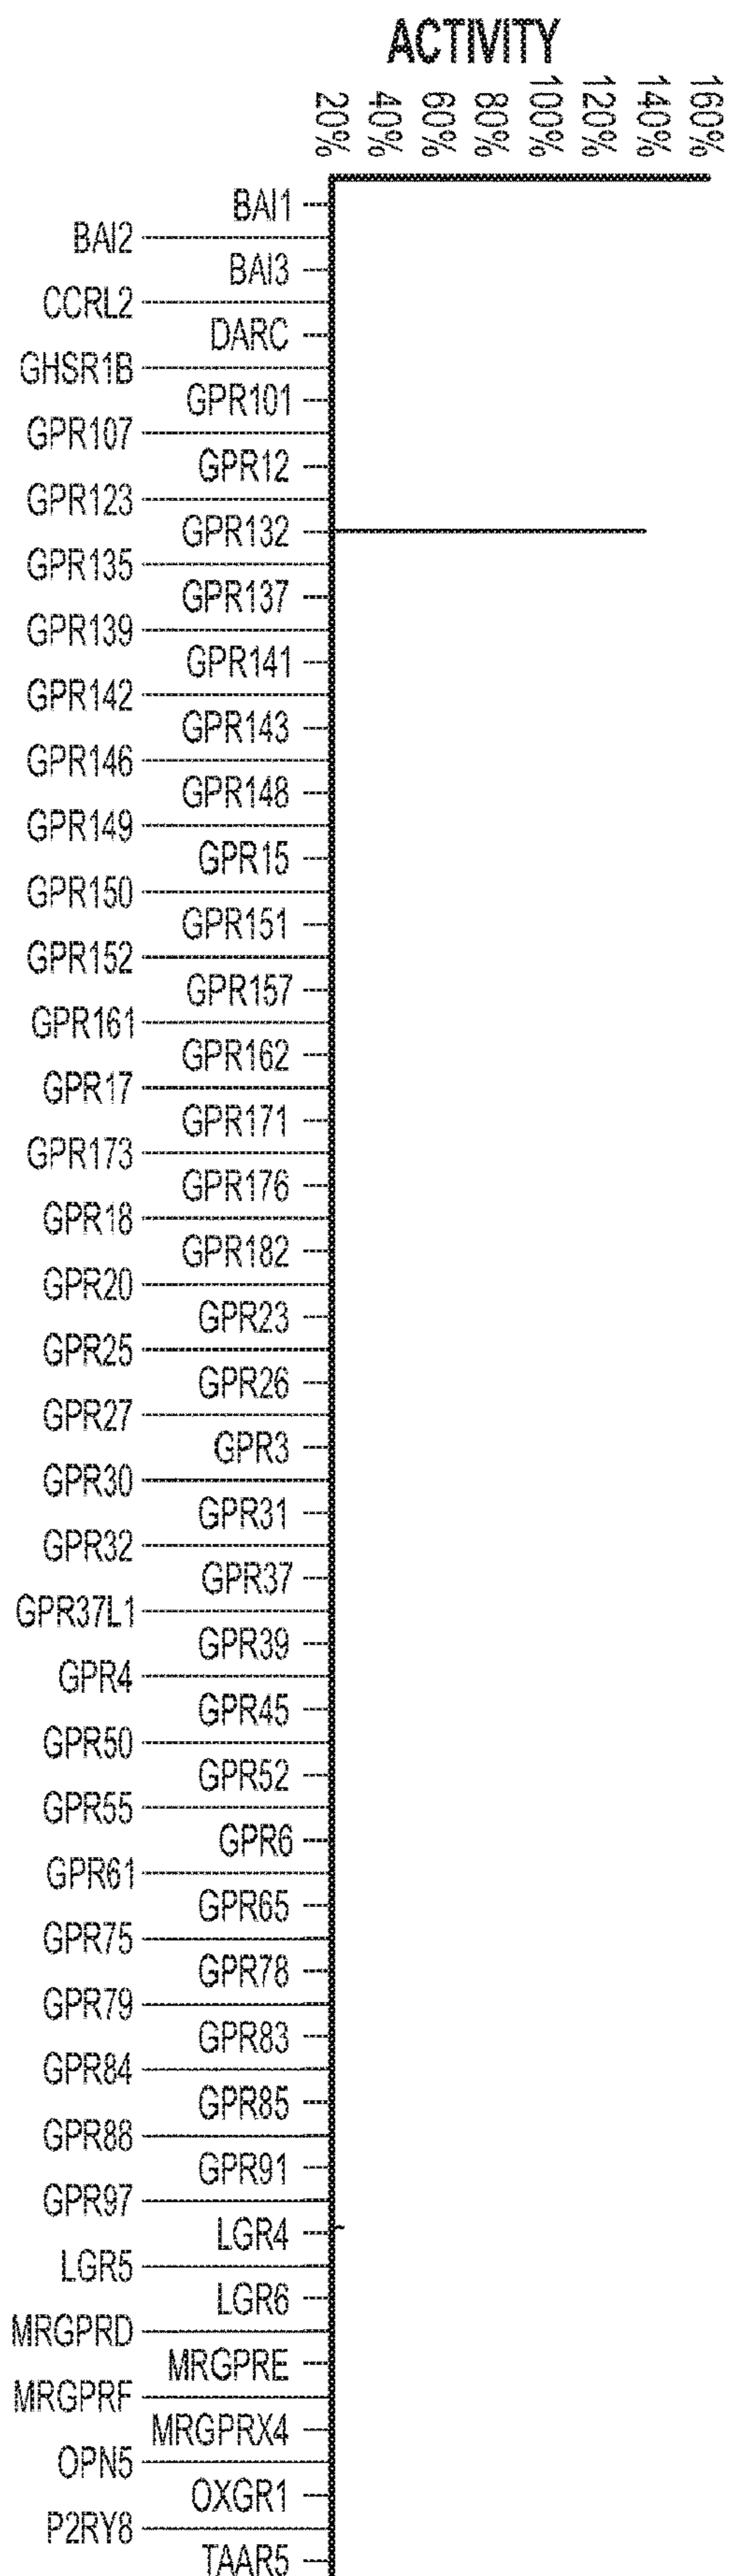 ACTIVITY
20%
40%
60%
80%
100%
120%
140%
160%
BAI1
BAI2
BAI3
CCRL2
DARC
GHSR1B
GPR101
GPR107
GPR12
GPR123
GPR132
GPR135
GPR137
GPR139
GPR141
GPR142
GPR143
GPR146
GPR148
GPR149
GPR15
GPR150
GPR151
GPR152
GPR157
GPR161
GPR162
GPR17
GPR171
GPR173
GPR176
GPR18
GPR182
GPR20
GPR23
GPR25
GPR26
GPR27
GPR3
GPR30
GPR31
GPR32
GPR37
GPR37L1
GPR39
GPR4
GPR45
GPR50
GPR52
GPR55
GPR6
GPR61
GPR65
GPR75
GPR78
GPR79
GPR83
GPR84
GPR85
GPR88
GPR91
GPR97
LGR4
LGR5
LGR6
MRGPRD
MRGPRE
MRGPRF
MRGPRX4
OPN5
OXGR1
P2RY8
TAAR5